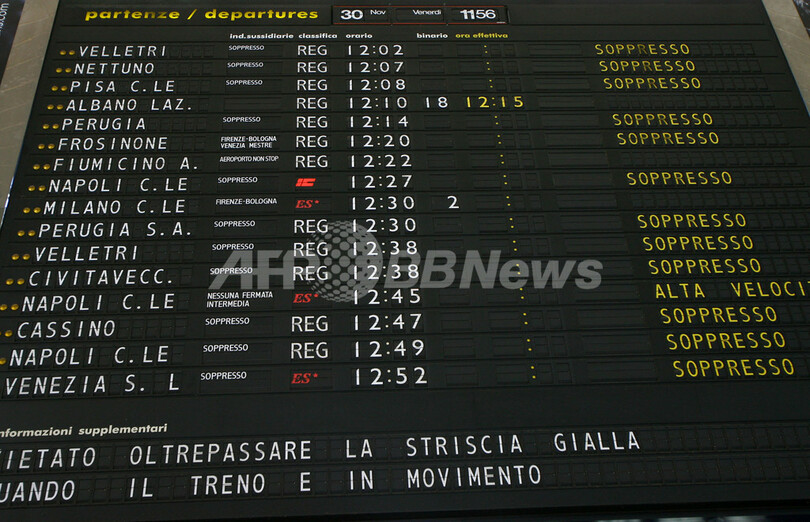 partenze / departures 30 Nov Venerdi 1156
ind.sussidiarie classifica orario binario ora effettiva
VELLETRI SOPPRESSO REG 12:02 SOPPRESSO
NETTUNO SOPPRESSO REG 12:07 SOPPRESSO
PISA C.LE SOPPRESSO REG 12:08 SOPPRESSO
ALBANO LAZ. REG 12:10 18 12:15
PERUGIA SOPPRESSO REG 12:14 SOPPRESSO
FROSINONE FIRENZE-BOLOGNA VENEZIA MESTRE REG 12:20 SOPPRESSO
FIUMICINO A. AEROPORTO NON STOP REG 12:22
NAPOLI C.LE SOPPRESSO IC 12:27 SOPPRESSO
MILANO C.LE FIRENZE-BOLOGNA ES* 12:30 2
PERUGIA S.A. SOPPRESSO REG 12:30 SOPPRESSO
VELLETRI SOPPRESSO REG 12:38 SOPPRESSO
CIVITAVECC. SOPPRESSO REG 12:38 SOPPRESSO
NAPOLI C.LE NESSUNA FERMATA INTERMEDIA ES* 12:45 ALTA VELOCI
CASSINO SOPPRESSO REG 12:47 SOPPRESSO
NAPOLI C.LE SOPPRESSO REG 12:49 SOPPRESSO
VENEZIA S. L SOPPRESSO ES* 12:52 SOPPRESSO
informazioni supplementari
IETATO OLTREPASSARE LA STRISCIA GIALLA
UANDO IL TRENO E IN MOVIMENTO
AFP BBNews